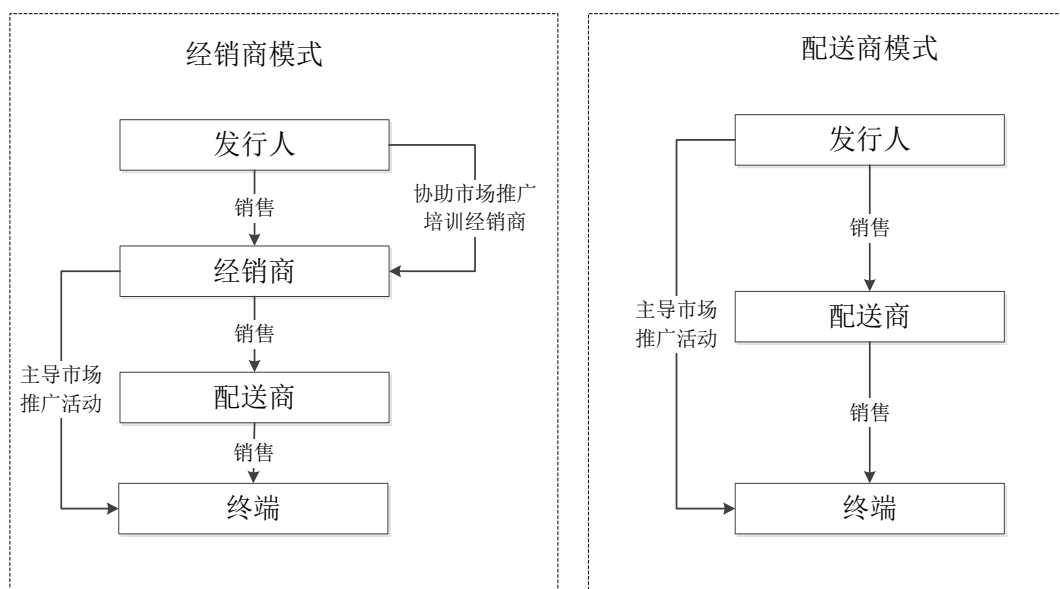 经销商模式
发行人
销售
协助市场推广
培训经销商
经销商
销售
主导市场
推广活动
配送商
销售
终端
配送商模式
发行人
销售
主导市场
推广活动
配送商
销售
终端